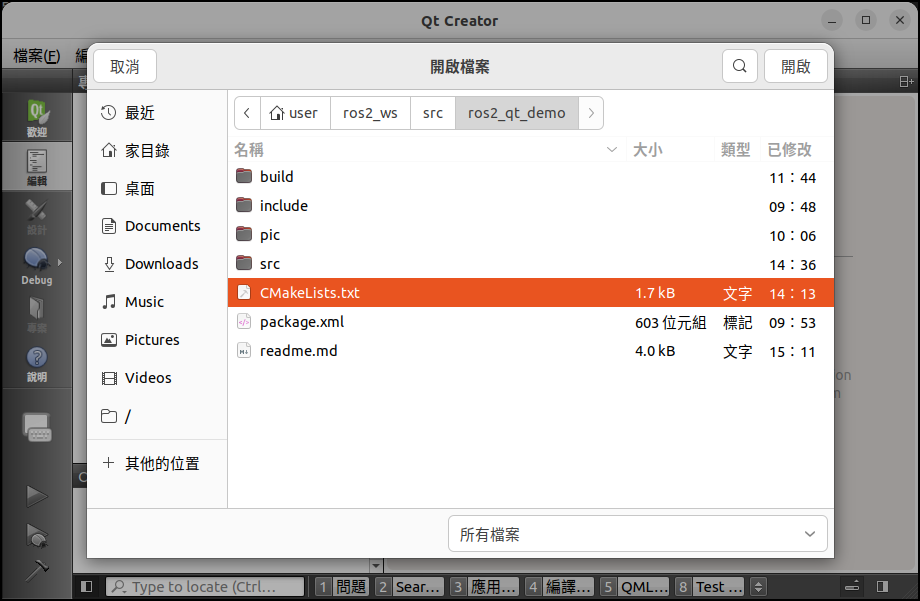 Qt Creator
檔案(F) 編
取消
開啟檔案
開啟
歡迎
編輯
設計
Debug
專案
說明
最近
家目錄
桌面
Documents
Downloads
Music
Pictures
Videos
/
其他的位置
user
ros2_ws
src
ros2_qt_demo
名稱 大小 類型 已修改
build 11：44
include 09：48
pic 10：06
src 14：36
CMakeLists.txt 1.7 kB 文字 14：13
package.xml 603 位元組 標記 09：53
readme.md 4.0 kB 文字 15：11
on
所有檔案
Type to locate (Ctrl...
1 問題
2 Sear...
3 應用...
4 編譯...
5 QML...
8 Test ...